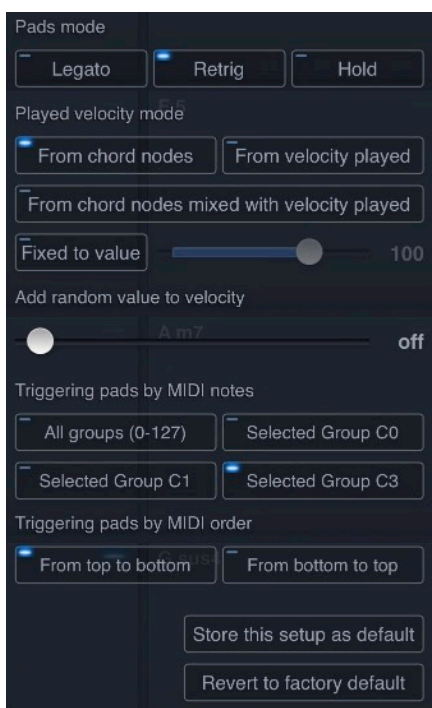 Pads mode
Legato Retrig Hold
Played velocity mode
From chord nodes From velocity played
From chord nodes mixed with velocity played
Fixed to value 100
Add random value to velocity
A m7
off
Triggering pads by MIDI notes
All groups (0-127) Selected Group C0
Selected Group C1 Selected Group C3
Triggering pads by MIDI order
G sus4
From top to bottom From bottom to top
Store this setup as default
Revert to factory default